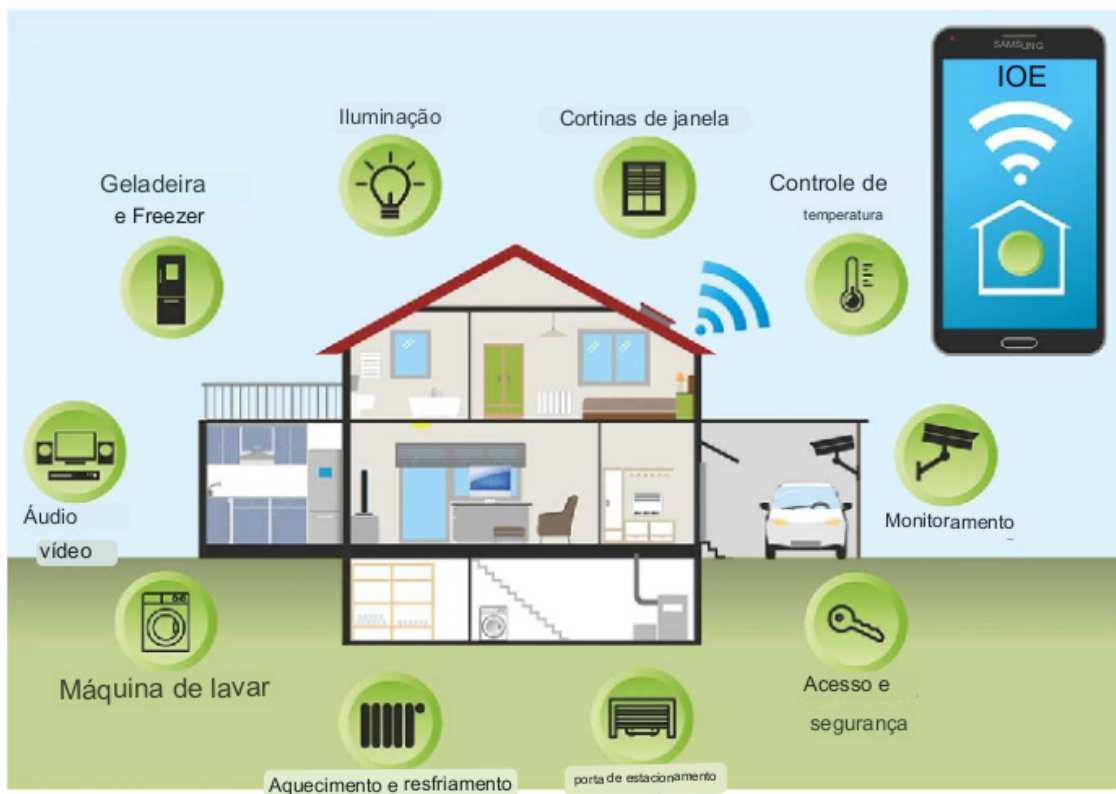 SAMSUNG
IOE
Iluminação
Cortinas de janela
Geladeira
e Freezer
Controle de
temperatura
Áudio
vídeo
Monitoramento
Máquina de lavar
Acesso e
segurança
Aquecimento e resfriamento
porta de estacionamento